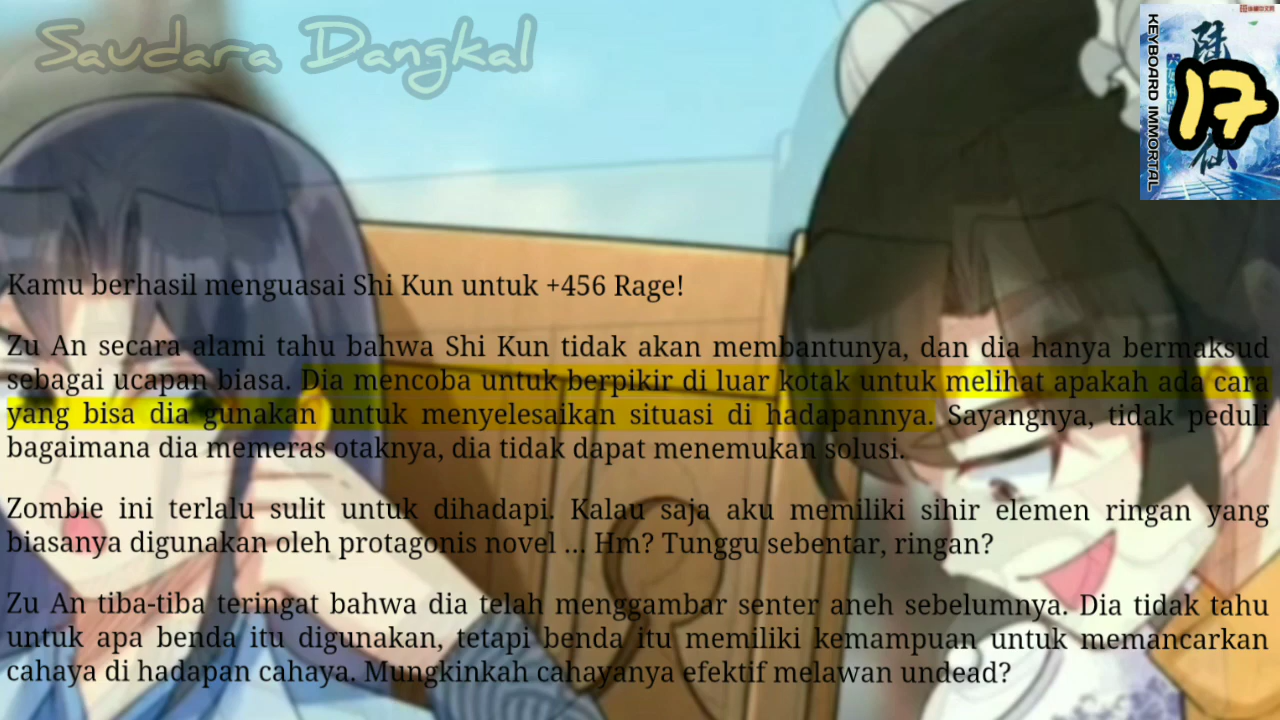 Saudara Dangkal
KEYBOARD IMMORTAL
17
Kamu berhasil menguasai Shi Kun untuk +456 Rage!
Zu An secara alami tahu bahwa Shi Kun tidak akan membantunya, dan dia hanya bermaksud
sebagai ucapan biasa. Dia mencoba untuk berpikir di luar kotak untuk melihat apakah ada cara
yang bisa dia gunakan untuk menyelesaikan situasi di hadapannya. Sayangnya, tidak peduli
bagaimana dia memeras otaknya, dia tidak dapat menemukan solusi.
Zombie ini terlalu sulit untuk dihadapi. Kalau saja aku memiliki sihir elemen ringan yang
biasanya digunakan oleh protagonis novel ... Hm? Tunggu sebentar, ringan?
Zu An tiba-tiba teringat bahwa dia telah menggambar senter aneh sebelumnya. Dia tidak tahu
untuk apa benda itu digunakan, tetapi benda itu memiliki kemampuan untuk memancarkan
cahaya di hadapan cahaya. Mungkinkah cahayanya efektif melawan undead?